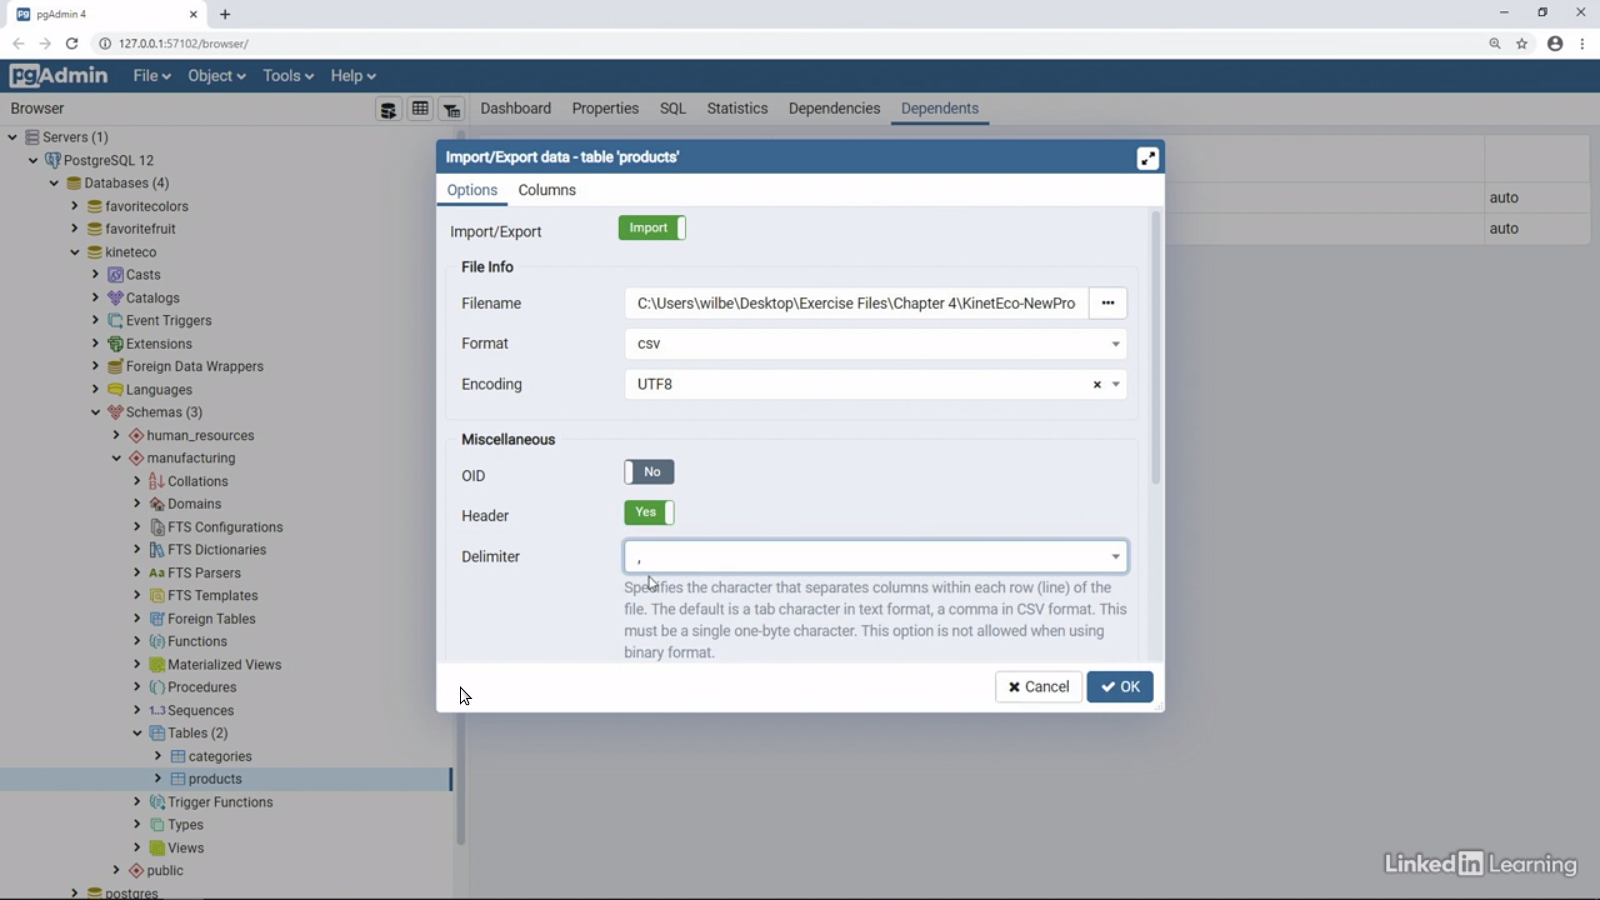 pgAdmin 4
127.0.0.1:57102/browser/
pgAdmin File Object Tools Help
Browser
Dashboard Properties SQL Statistics Dependencies Dependents
Servers (1)
PostgreSQL 12
Databases (4)
favoritecolors
favoritefruit
kineteco
Casts
Catalogs
Event Triggers
Extensions
Foreign Data Wrappers
Languages
Schemas (3)
human_resources
manufacturing
Collations
Domains
FTS Configurations
FTS Dictionaries
FTS Parsers
FTS Templates
Foreign Tables
Functions
Materialized Views
Procedures
Sequences
Tables (2)
categories
products
Trigger Functions
Types
Views
public
postgres
Import/Export data - table 'products'
Options Columns
Import/Export Import
File Info
Filename C:\Users\wilbe\Desktop\Exercise Files\Chapter 4\KinetEco-NewPro
Format csv
Encoding UTF8
Miscellaneous
OID No
Header Yes
Delimiter ,
Specifies the character that separates columns within each row (line) of the
file. The default is a tab character in text format, a comma in CSV format. This
must be a single one-byte character. This option is not allowed when using
binary format.
Cancel OK
auto
auto
LinkedIn Learning